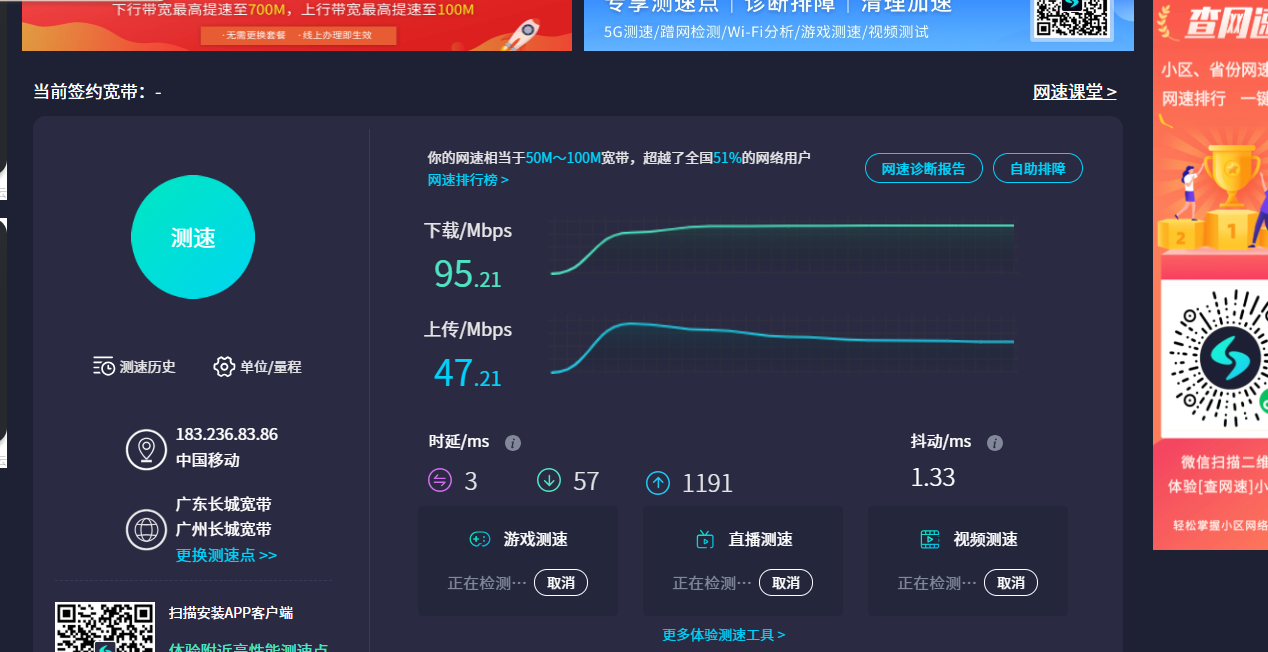 下行带宽最高提速至700M，上行带宽最高提速至100M
·无需更换套餐 ·线上办理即生效
专享测速点 | 诊断排障 | 清理加速
5G测速/蹭网检测/Wi-Fi分析/游戏测速/视频测试
查网速
小区、省份网速
网速排行 一键
当前签约宽带：-
网速课堂 >
你的网速相当于50M～100M宽带，超越了全国51%的网络用户
网速排行榜 >
网速诊断报告
自助排障
测速
下载/Mbps
95.21
上传/Mbps
47.21
测速历史
单位/量程
183.236.83.86
中国移动
广东长城宽带
广州长城宽带
更换测速点 >>
时延/ms
抖动/ms
3
57
1191
1.33
游戏测速
直播测速
视频测速
正在检测… 取消
正在检测… 取消
正在检测… 取消
更多体验测速工具 >
扫描安装APP客户端
体验附近高性能测速点
2
1
微信扫描二维
体验[查网速]小
轻松掌握小区网络